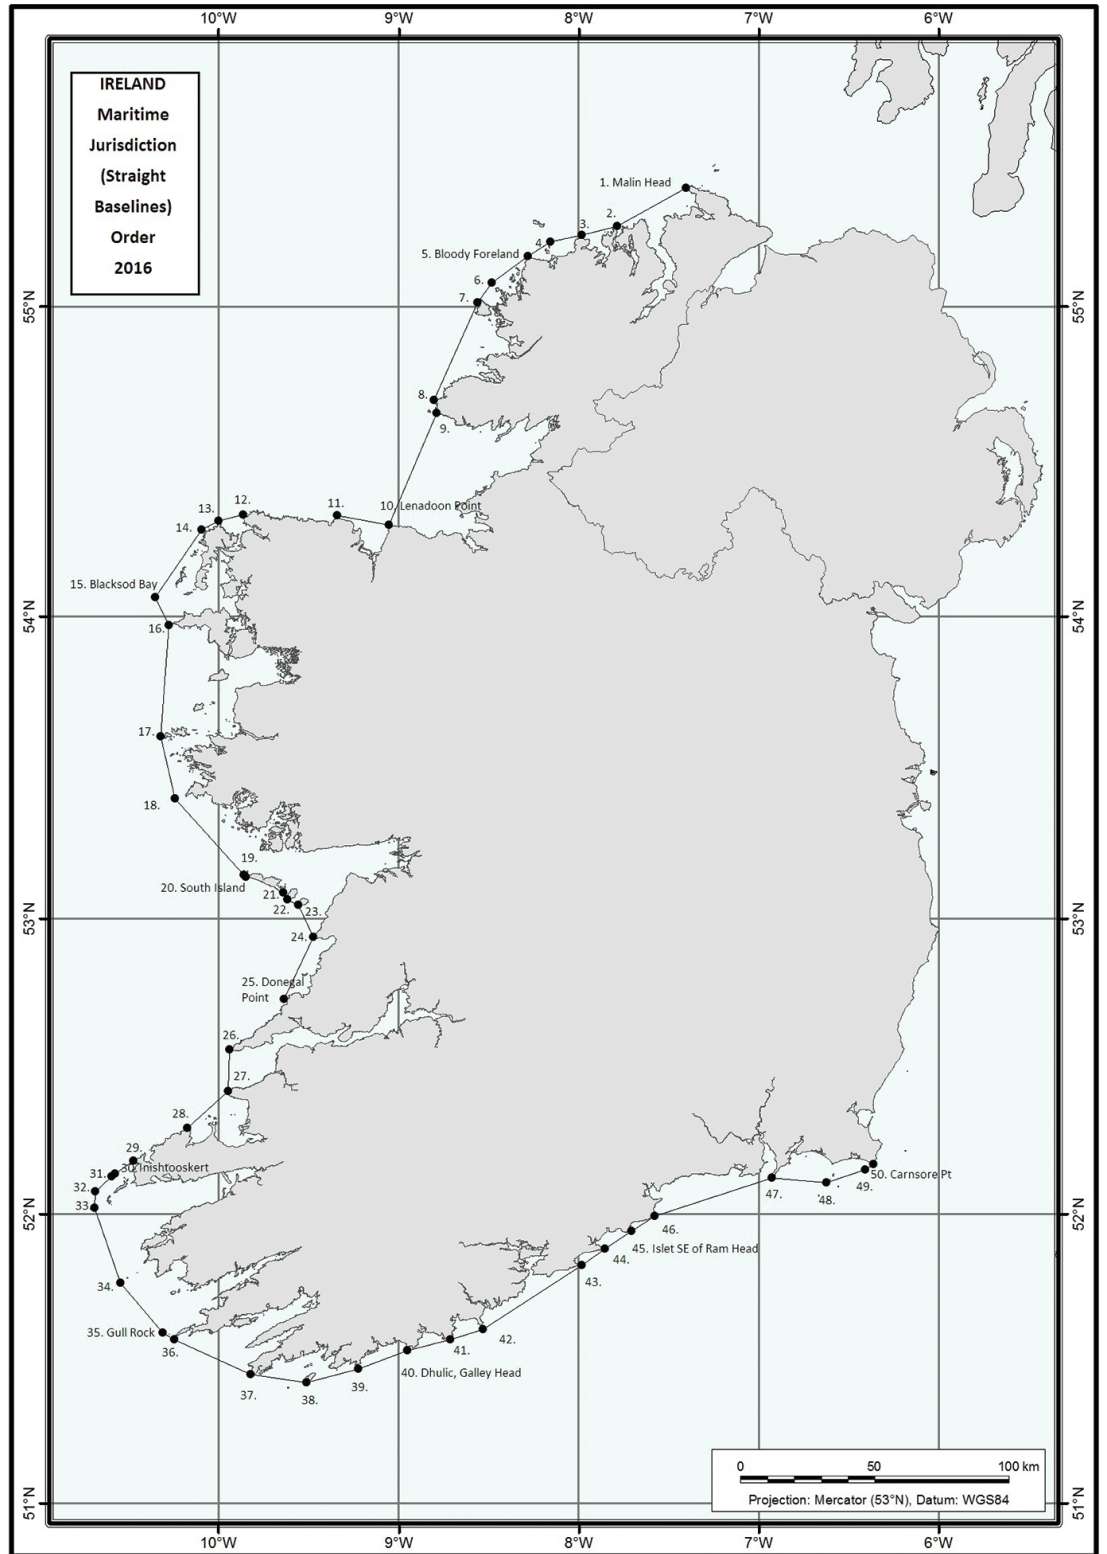 10°W 9°W 8°W 7°W 6°W
IRELAND
Maritime
Jurisdiction
(Straight
Baselines)
Order
2016
1. Malin Head
2.
3.
4.
5. Bloody Foreland
6.
7.
55°N 55°N
8.
9.
10. Lenadoon Point
11.
12.
13.
14.
15. Blacksod Bay
54°N 54°N
16.
17.
18.
19.
20. South Island
21.
22.
23.
53°N 53°N
24.
25. Donegal
Point
26.
27.
28.
29.
30. Inishtooskert
31.
32.
33.
52°N 52°N
34.
35. Gull Rock
36.
37.
38.
39.
40. Dhulic, Galley Head
41.
42.
43.
44.
45. Islet SE of Ram Head
46.
47.
48.
49.
50. Carnsore Pt
0 50 100 km
Projection: Mercator (53°N), Datum: WGS84
51°N 51°N
10°W 9°W 8°W 7°W 6°W